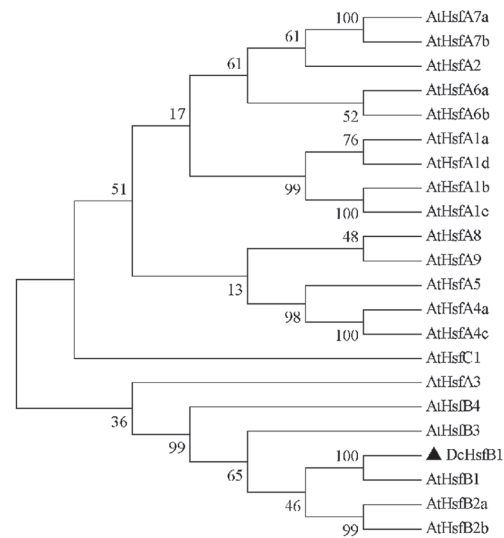 100 AtHsfA7a
61 AtHsfA7b
61 AtHsfA2
AtHsfA6a
17 52 AtHsfA6b
76 AtHsfA1a
AtHsfA1d
51 99 AtHsfA1b
100 AtHsfA1c
48 AtHsfA8
AtHsfA9
13 AtHsfA5
98 AtHsfA4a
100 AtHsfA4c
AtHsfC1
AtHsfA3
36 AtHsfB4
99 AtHsfB3
100 ▲ DcHsfB1
65 AtHsfB1
46 AtHsfB2a
99 AtHsfB2b